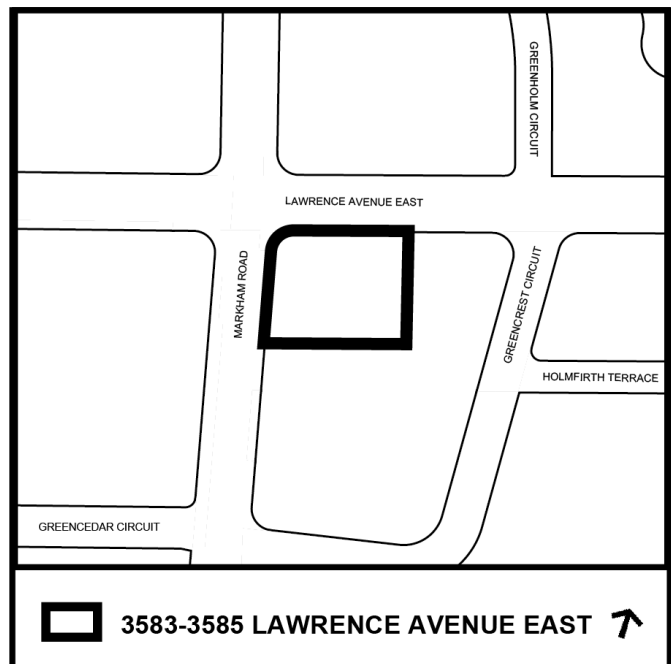 GREENHOLM CIRCUIT
LAWRENCE AVENUE EAST
MARKHAM ROAD
GREENCREST CIRCUIT
HOLMFIRTH TERRACE
GREENCEDAR CIRCUIT
3583-3585 LAWRENCE AVENUE EAST